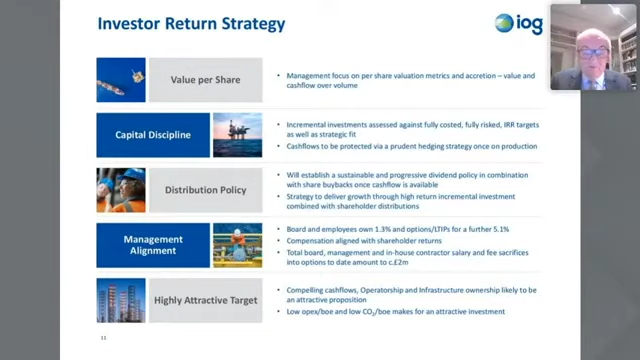 Investor Return Strategy
iog
Value per Share
• Management focus on per share valuation metrics and accretion – value and
cashflow over volume
Capital Discipline
• Incremental investments assessed against fully costed, fully risked, IRR targets
as well as strategic fit
• Cashflows to be protected via a prudent hedging strategy once on production
Distribution Policy
• Will establish a sustainable and progressive dividend policy in combination
with share buybacks once cashflow is available
• Strategy to deliver growth through high return incremental investment
combined with shareholder distributions
Management
Alignment
• Board and employees own 1.3% and options/LTIPs for a further 5.1%
• Compensation aligned with shareholder returns
• Total board, management and in-house contractor salary and fee sacrifices
into options to date amount to c.£2m
Highly Attractive Target
• Compelling cashflows, Operatorship and Infrastructure ownership likely to be
an attractive proposition
• Low opex/boe and low CO₂/boe makes for an attractive investment
11